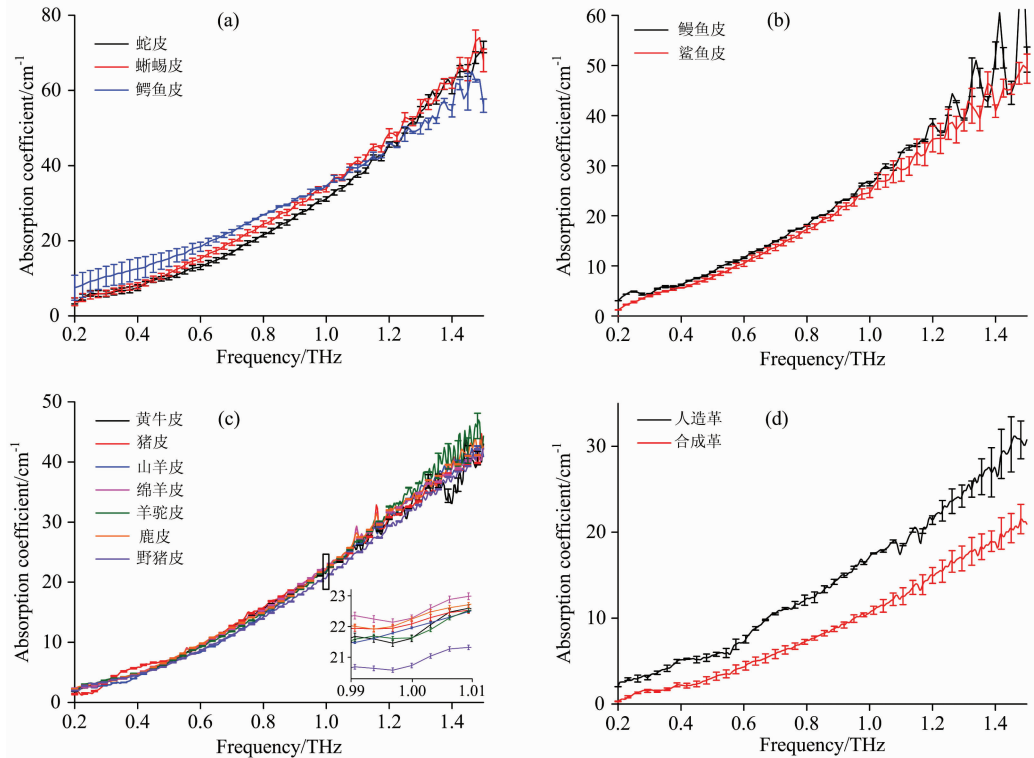 (a)
蛇皮
蜥蜴皮
鳄鱼皮
Absorption coefficient/cm-1
80
60
40
20
0
0.2 0.4 0.6 0.8 1.0 1.2 1.4
Frequency/THz
(b)
鳗鱼皮
鲨鱼皮
Absorption coefficient/cm-1
60
50
40
30
20
10
0
0.2 0.4 0.6 0.8 1.0 1.2 1.4
Frequency/THz
(c)
黄牛皮
猪皮
山羊皮
绵羊皮
羊驼皮
鹿皮
野猪皮
Absorption coefficient/cm-1
50
40
30
20
10
0
23
22
21
0.99 1.00 1.01
0.2 0.4 0.6 0.8 1.0 1.2 1.4
Frequency/THz
(d)
人造革
合成革
Absorption coefficient/cm-1
30
20
10
0
0.2 0.4 0.6 0.8 1.0 1.2 1.4
Frequency/THz